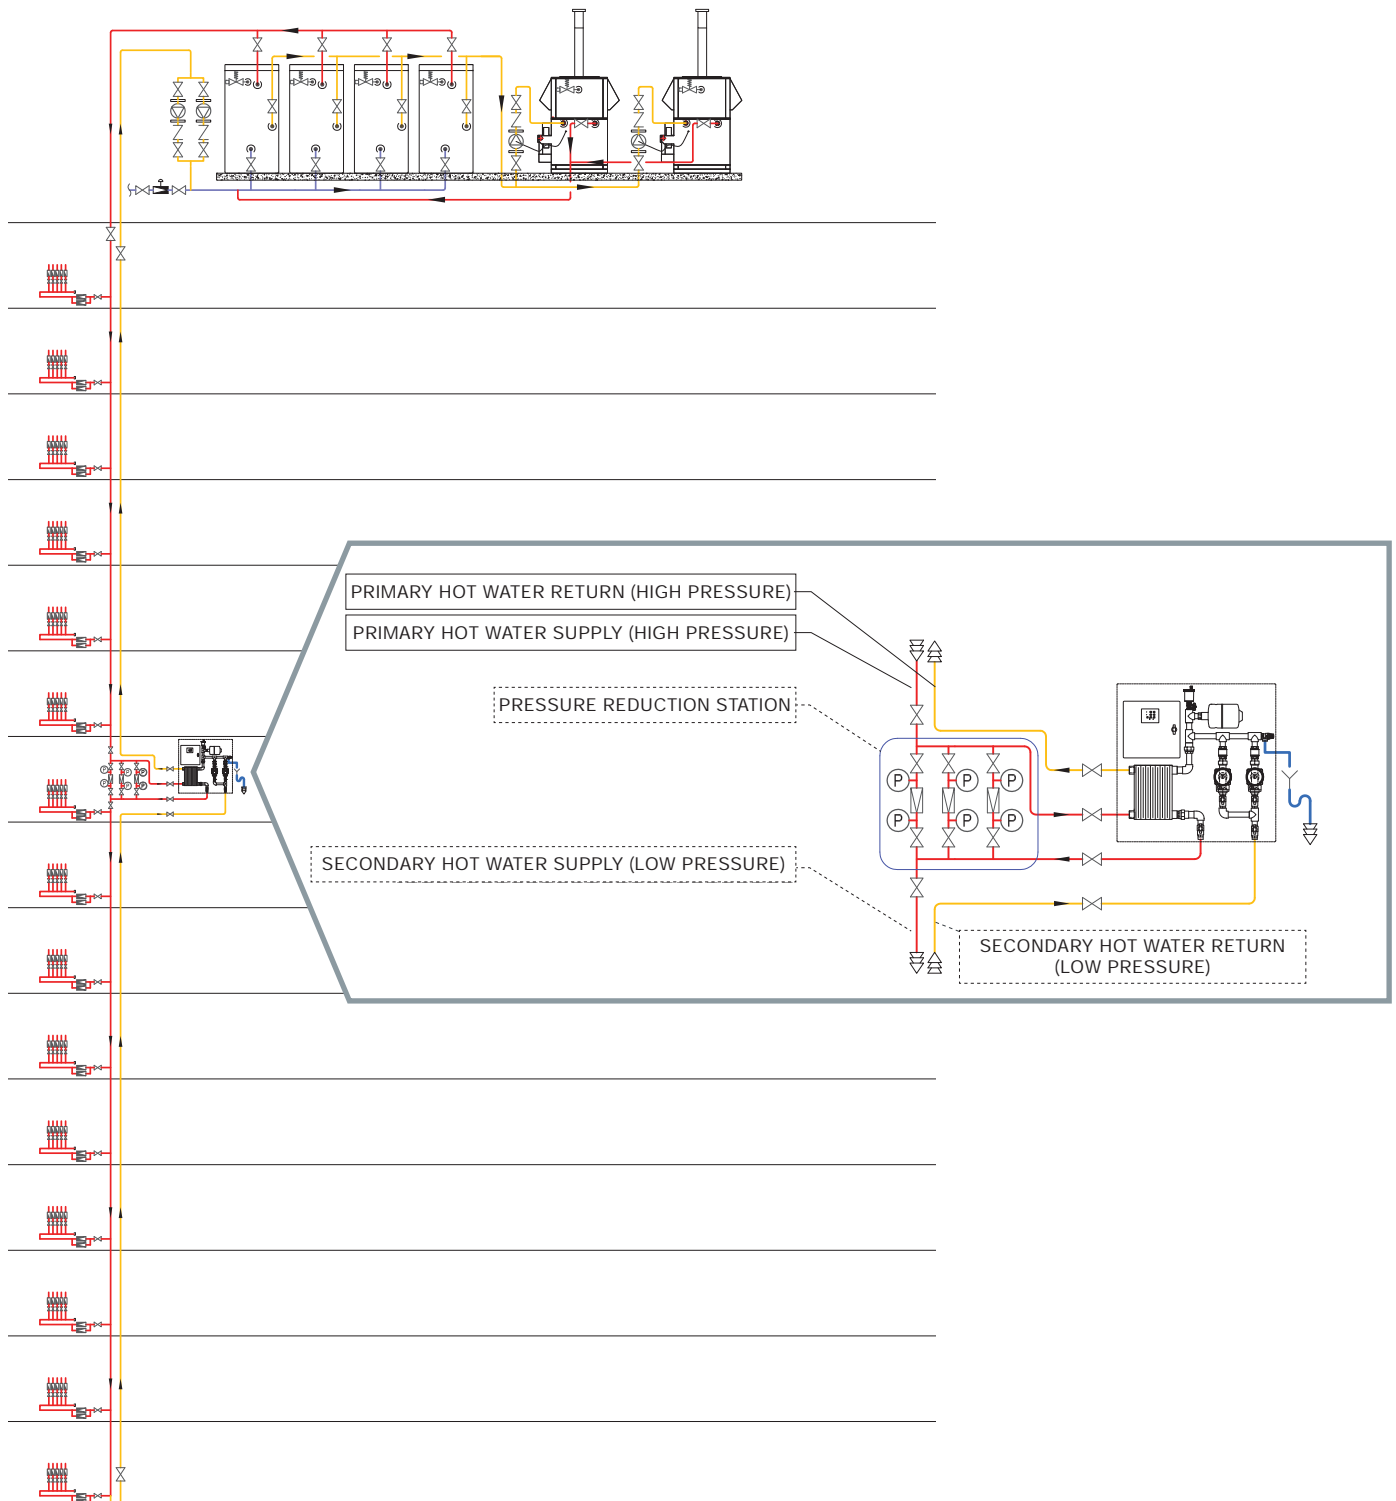 PRIMARY HOT WATER RETURN (HIGH PRESSURE)
PRIMARY HOT WATER SUPPLY (HIGH PRESSURE)
PRESSURE REDUCTION STATION
P P P
P P P
SECONDARY HOT WATER SUPPLY (LOW PRESSURE)
SECONDARY HOT WATER RETURN
(LOW PRESSURE)